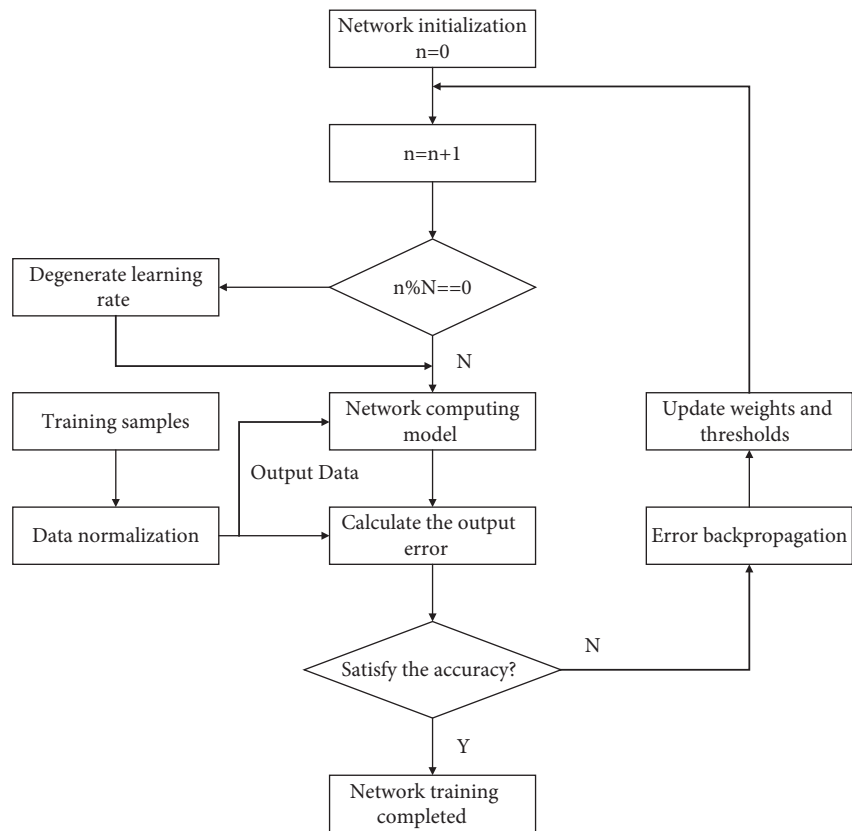 Network initialization
n=0
n=n+1
Degenerate learning
rate
n%N==0
N
Training samples
Network computing
model
Update weights and
thresholds
Output Data
Data normalization
Calculate the output
error
Error backpropagation
Satisfy the accuracy?
N
Y
Network training
completed